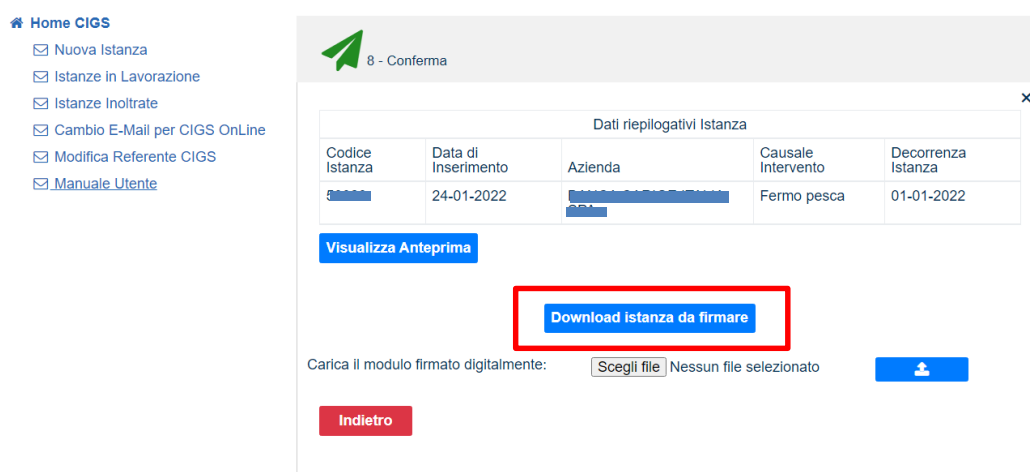 Home CIGS
Nuova Istanza
Istanze in Lavorazione
Istanze Inoltrate
Cambio E-Mail per CIGS OnLine
Modifica Referente CIGS
Manuale Utente
8 - Conferma
×
Dati riepilogativi Istanza
Codice Istanza
Data di Inserimento
Azienda
Causale Intervento
Decorrenza Istanza
24-01-2022
Fermo pesca
01-01-2022
Visualizza Anteprima
Download istanza da firmare
Carica il modulo firmato digitalmente:
Scegli file Nessun file selezionato
Indietro